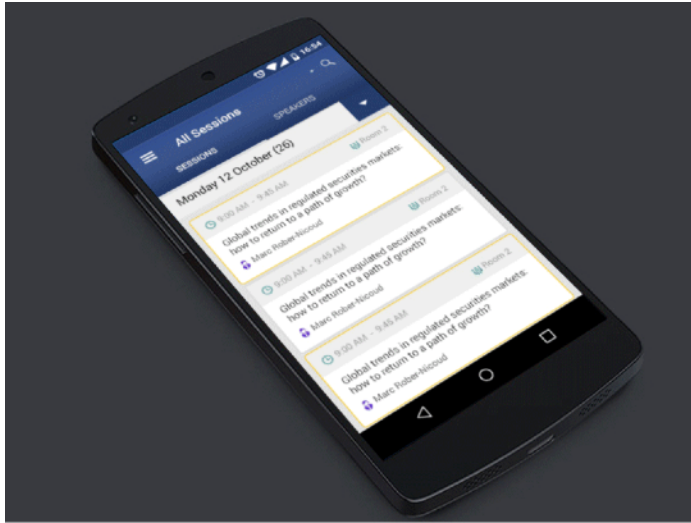 16:54
All Sessions
SESSIONS
SPEAKERS
Monday 12 October (26)
9:00 AM - 9:45 AM
Room 2
Global trends in regulated securities markets:
how to return to a path of growth?
Marc Rober-Nicoud
9:00 AM - 9:45 AM
Room 2
Global trends in regulated securities markets:
how to return to a path of growth?
Marc Rober-Nicoud
9:00 AM - 9:45 AM
Room 2
Global trends in regulated securities markets:
how to return to a path of growth?
Marc Rober-Nicoud